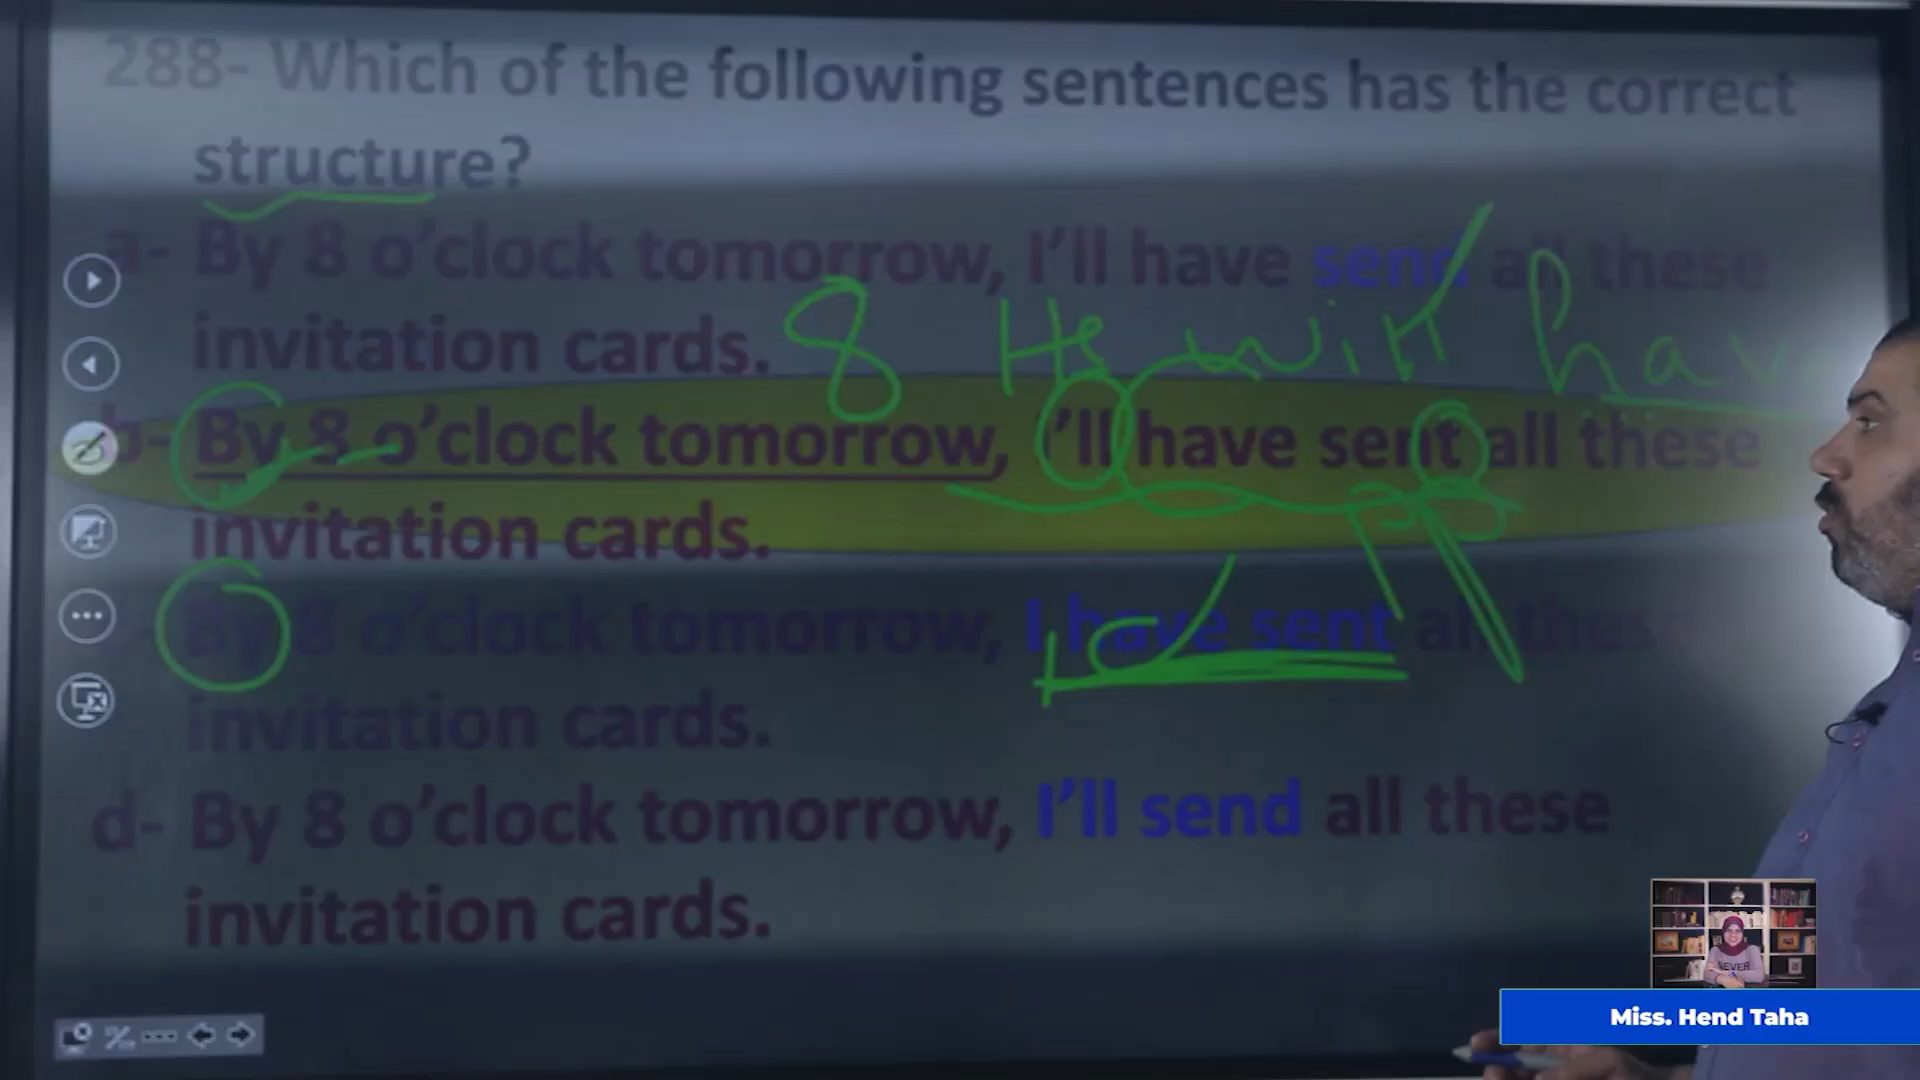 288- Which of the following sentences has the correct
structure?
a- By 8 o'clock tomorrow, I'll have send all these
invitation cards.
8 He will hav
b- By 8 o'clock tomorrow, I'll have sent all these
invitation cards.
P.P
- By 8 o'clock tomorrow, I have sent all these
invitation cards.
d- By 8 o'clock tomorrow, I'll send all these
invitation cards.
NEVER
Miss. Hend Taha